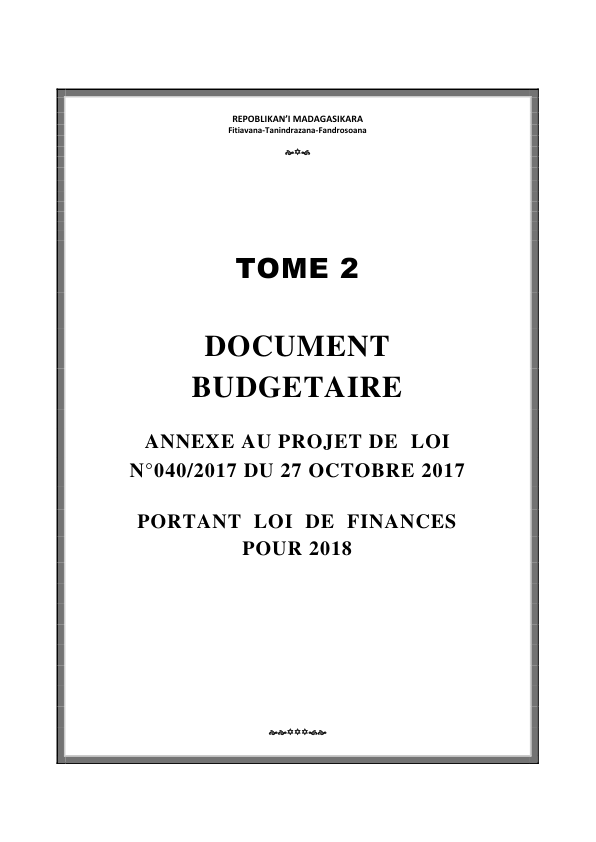 REPOBLIKAN'I MADAGASIKARA
Fitiavana-Tanindrazana-Fandrosoana
TOME 2
DOCUMENT
BUDGETAIRE
ANNEXE AU PROJET DE LOI
N°040/2017 DU 27 OCTOBRE 2017
PORTANT LOI DE FINANCES
POUR 2018